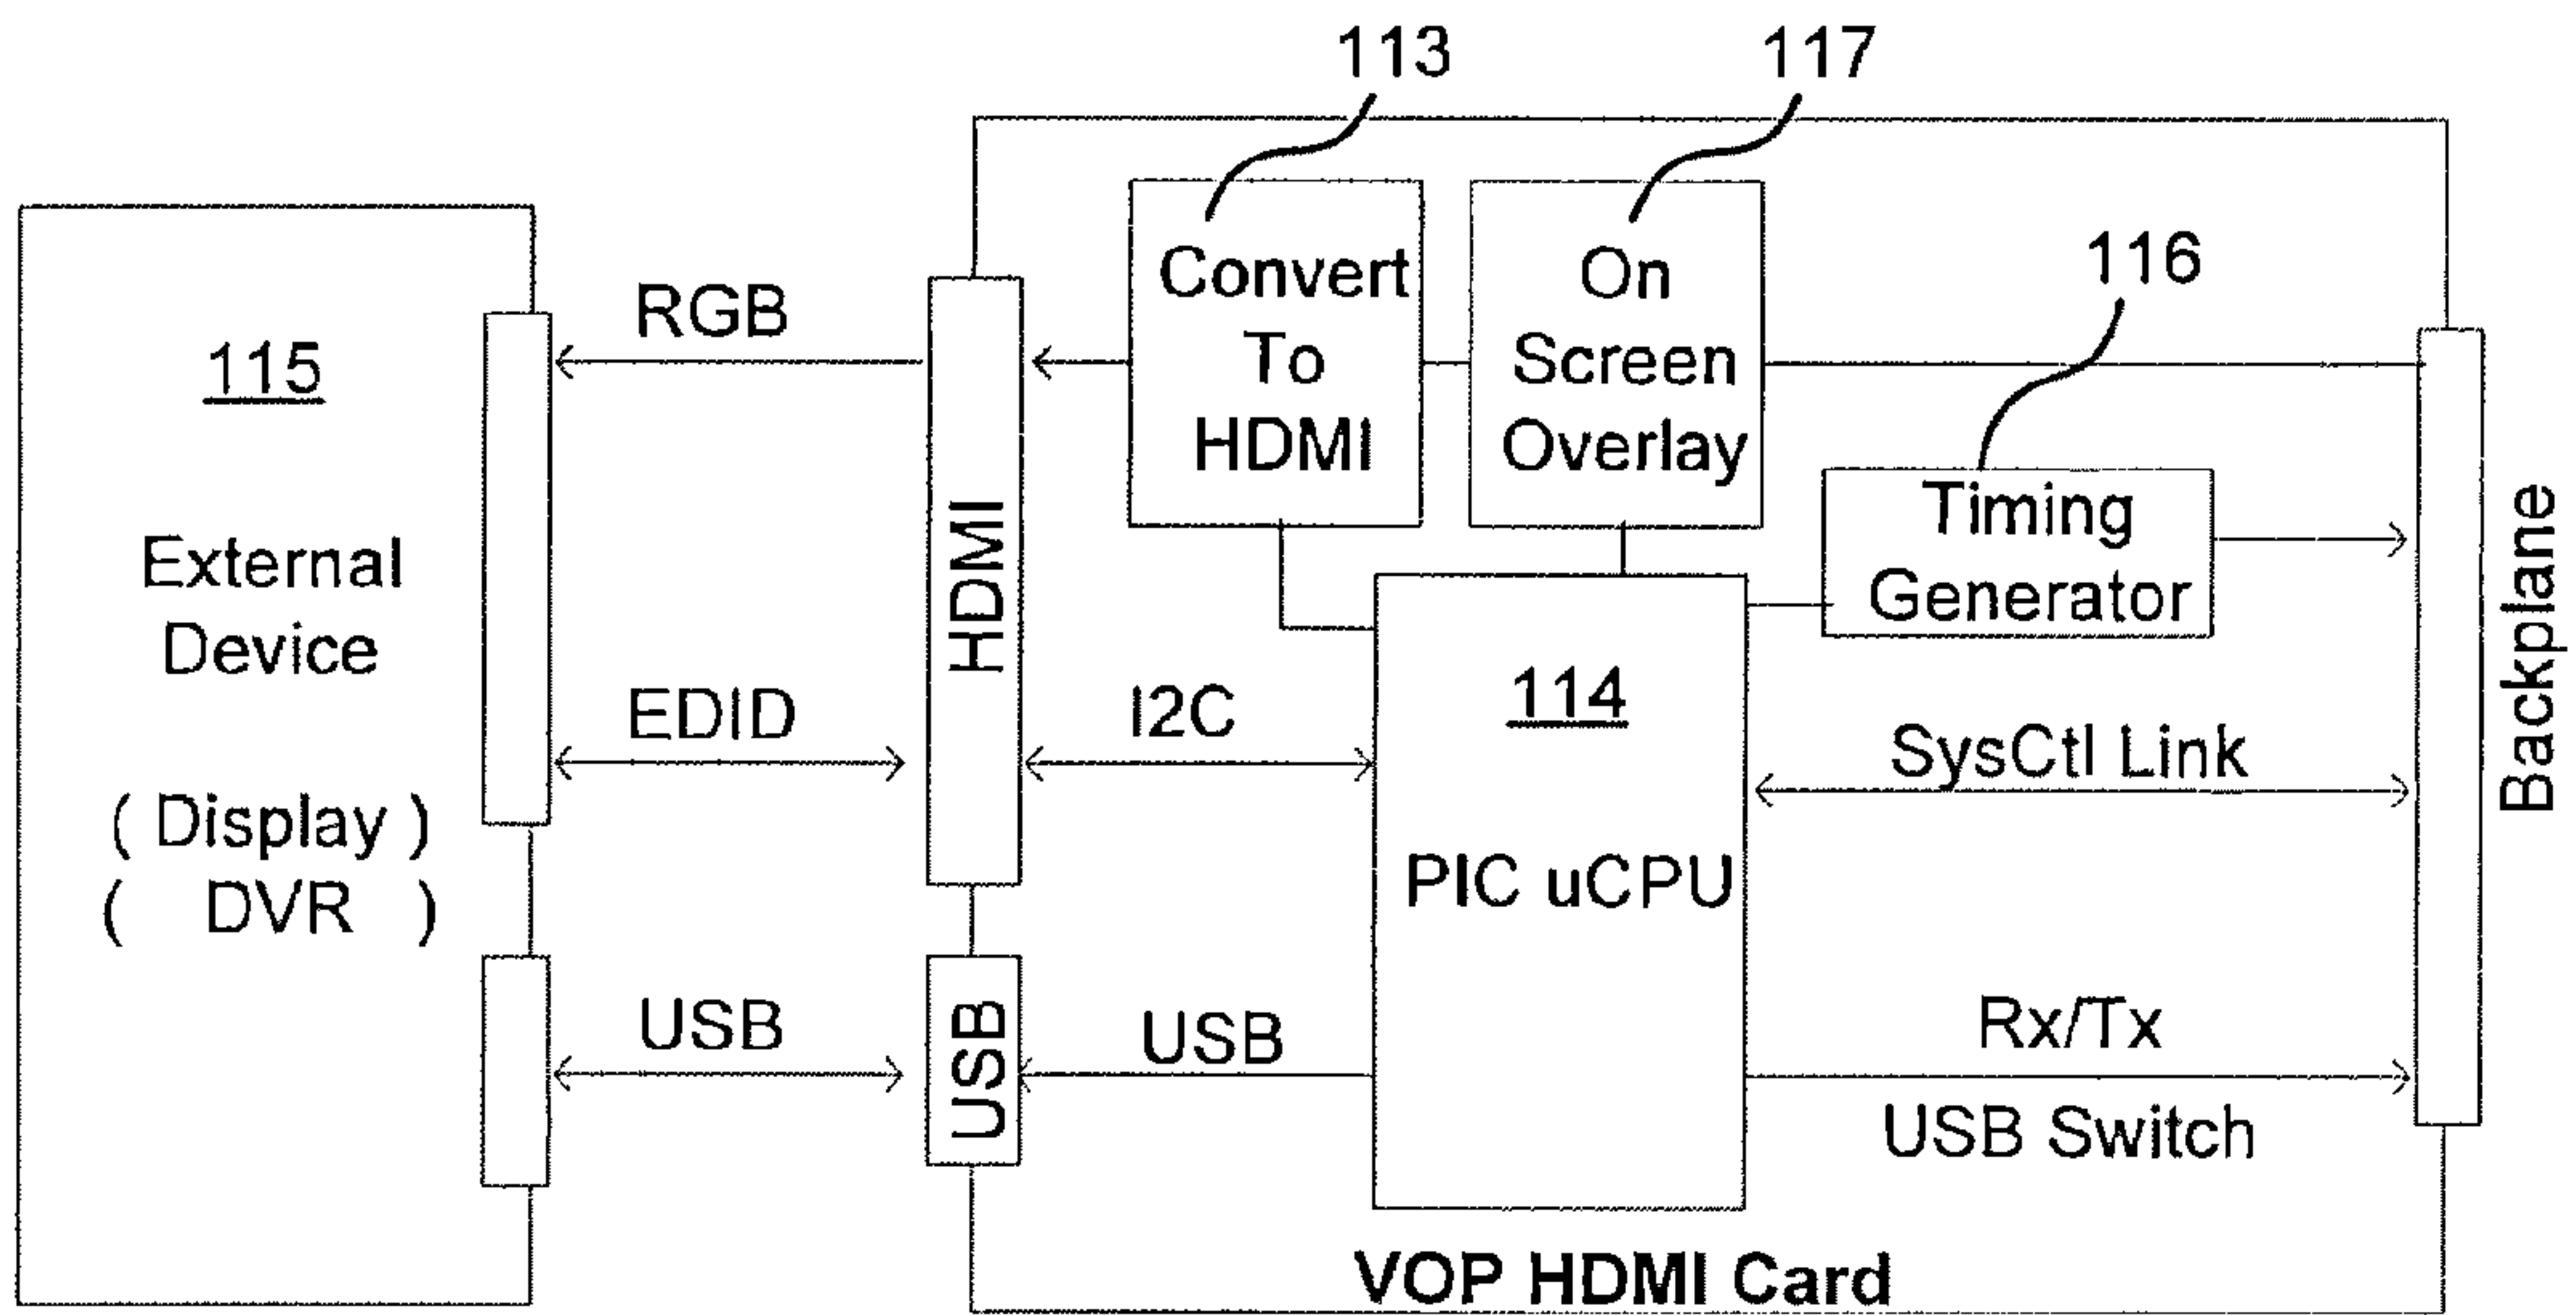 113
117
116
115
External
Device
( Display )
( DVR )
RGB
EDID
USB
HDMI
USB
Convert
To
HDMI
On
Screen
Overlay
Timing
Generator
I2C
USB
114
PIC uCPU
SysCtl Link
Rx/Tx
USB Switch
Backplane
VOP HDMI Card